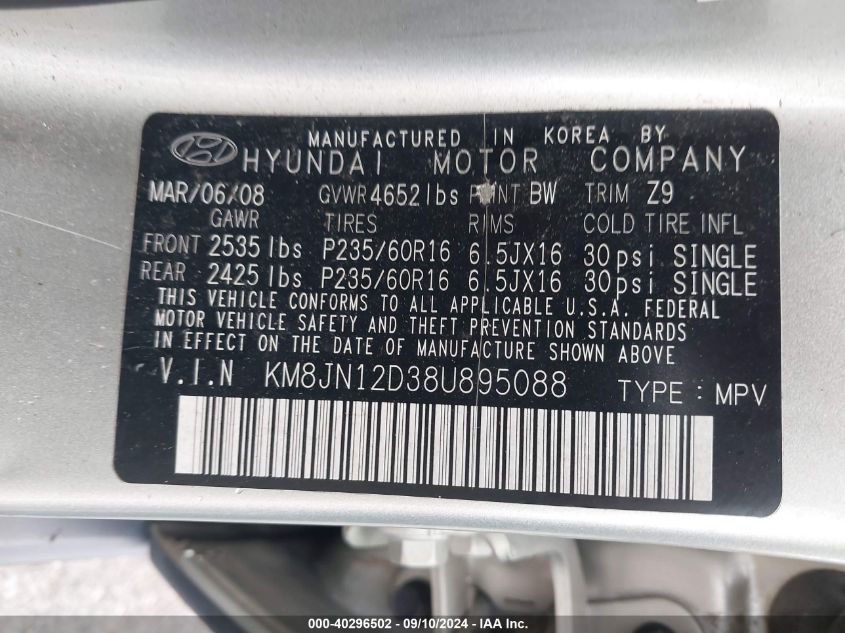 MANUFACTURED IN KOREA BY
HYUNDAI MOTOR COMPANY
MAR/06/08 GVWR 4652 lbs PAINT BW TRIM Z9
GAWR TIRES RIMS COLD TIRE INFL
FRONT 2535 lbs P235/60R16 6.5JX16 30 psi SINGLE
REAR 2425 lbs P235/60R16 6.5JX16 30 psi SINGLE
THIS VEHICLE CONFORMS TO ALL APPLICABLE U.S.A. FEDERAL
MOTOR VEHICLE SAFETY AND THEFT PREVENTION STANDARDS
IN EFFECT ON THE DATE OF MANUFACTURE SHOWN ABOVE
V.I.N KM8JN12D38U895088 TYPE: MPV
000-40296502 - 09/10/2024 - IAAI.COM